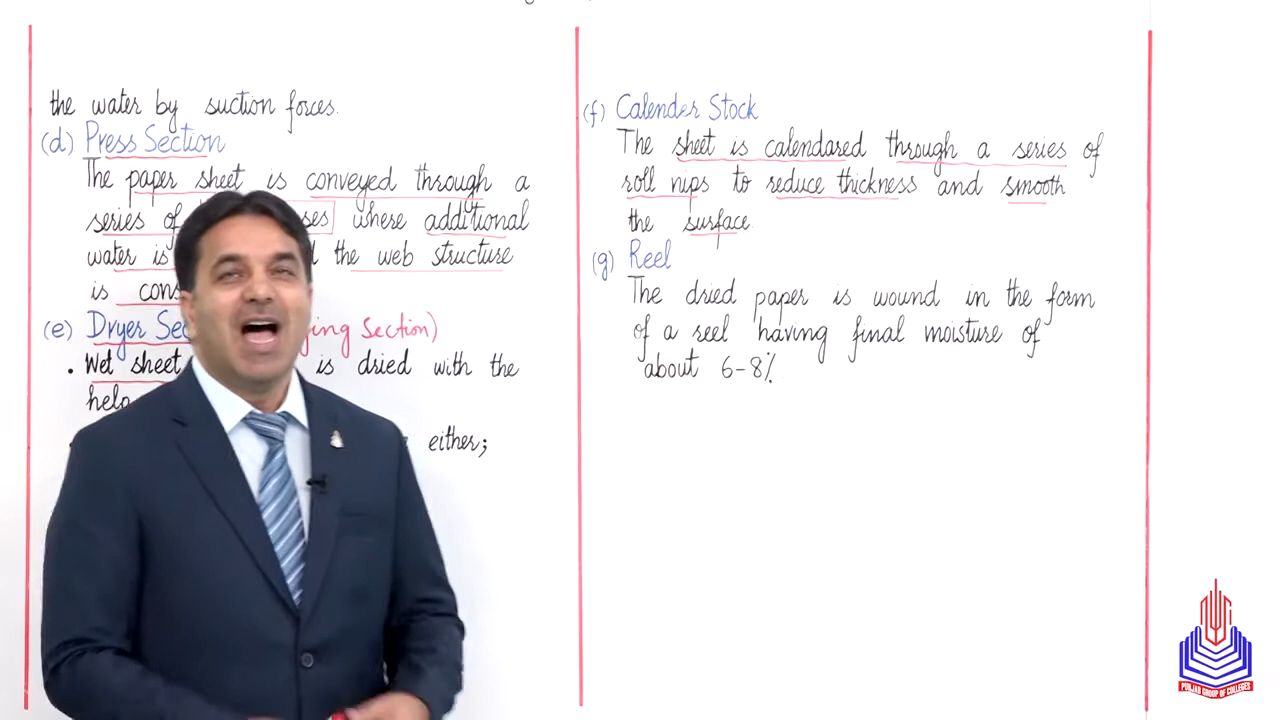 the water by suction forces.
(d) Press Section
The paper sheet is conveyed through a
series of ses where additional
water is the web structure
is cons
(e) Dryer Sec ing Section)
• Wet sheet is dried with the
help
either;
(f) Calender Stock
The sheet is calendared through a series of
roll nips to reduce thickness and smooth
the surface.
(g) Reel
The dried paper is wound in the form
of a reel having final moisture of
about 6-8%
PUNJAB GROUP OF COLLEGES